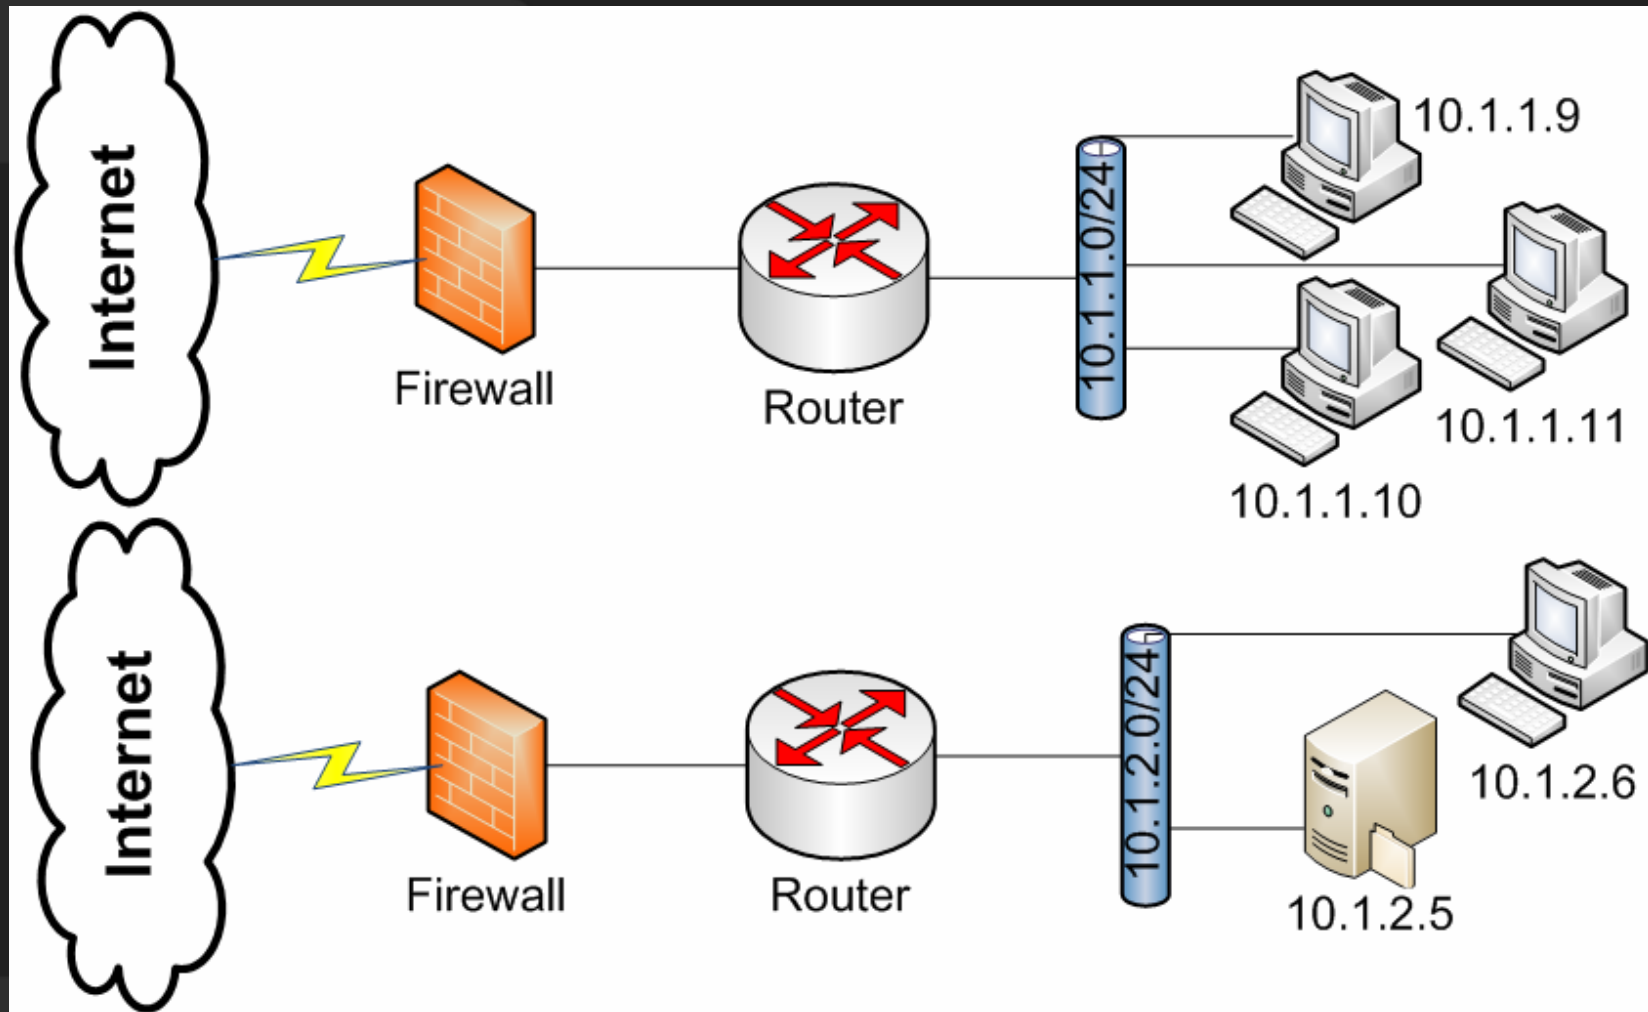 Internet
Firewall
Router
10.1.1.0/24
10.1.1.9
10.1.1.11
10.1.1.10
Internet
Firewall
Router
10.1.2.0/24
10.1.2.6
10.1.2.5